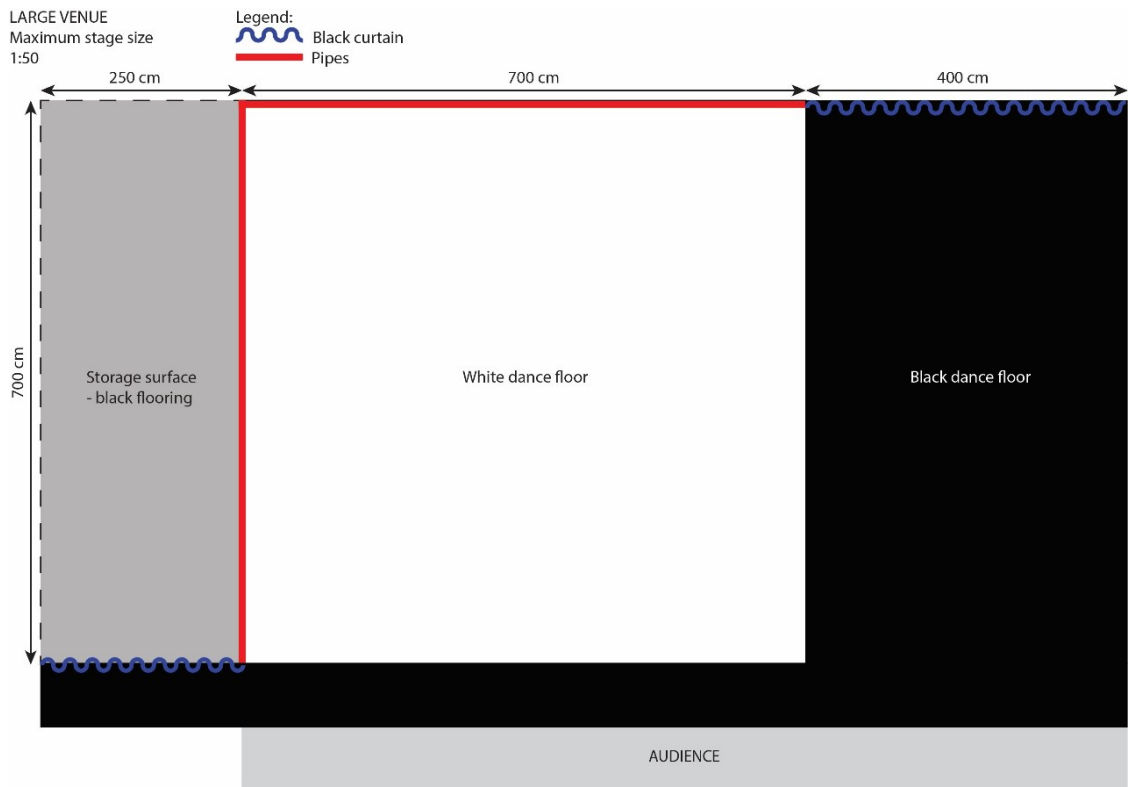 LARGE VENUE
Maximum stage size
1:50
Legend:
Black curtain
Pipes
250 cm
700 cm
400 cm
700 cm
Storage surface
- black flooring
White dance floor
Black dance floor
AUDIENCE